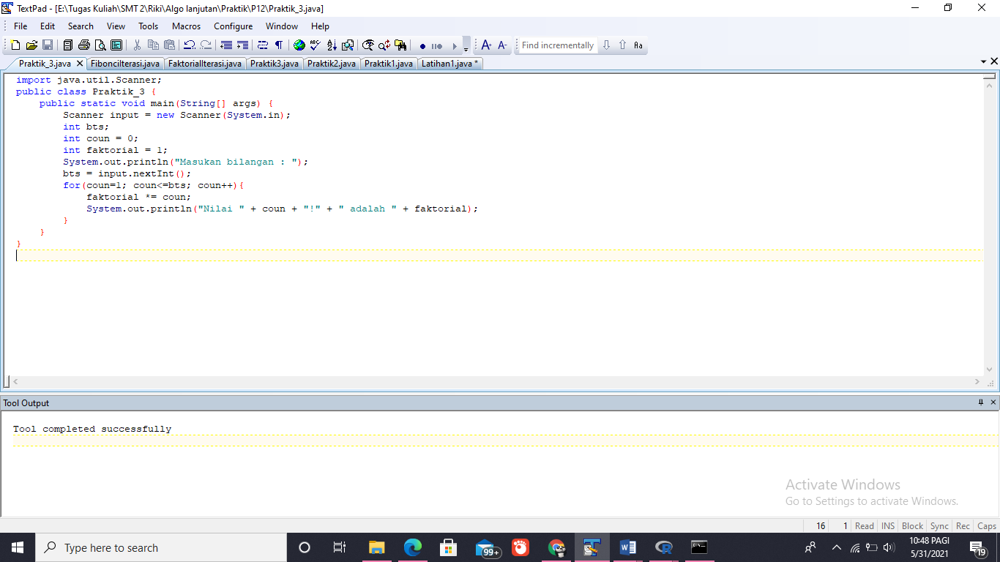 TextPad - [E:\Tugas Kuliah\SMT 2\Riki\Algo lanjutan\Praktik\P12\Praktik_3.java]
File Edit Search View Tools Macros Configure Window Help
Find incrementally Aa
Praktik_3.java Fiboncilterasi.java Faktoriallterasi.java Praktik3.java Praktik2.java Praktik1.java Latihan1.java *
import java.util.Scanner;
public class Praktik_3 {
    public static void main(String[] args) {
        Scanner input = new Scanner(System.in);
        int bts;
        int coun = 0;
        int faktorial = 1;
        System.out.println("Masukan bilangan : ");
        bts = input.nextInt();
        for(coun=1; coun<=bts; coun++){
            faktorial *= coun;
            System.out.println("Nilai " + coun + "!" + " adalah " + faktorial);
        }
    }
}
Tool Output
Tool completed successfully
Activate Windows
Go to Settings to activate Windows.
16 1 Read INS Block Sync Rec Caps
Type here to search
99+
10:48 PAGI
5/31/2021
19